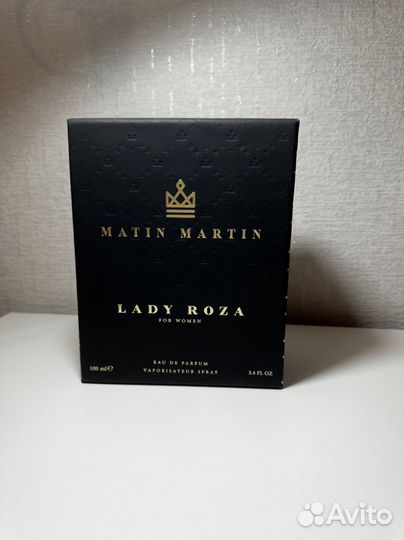 MATIN MARTIN
LADY ROZA
FOR WOMEN
EAU DE PARFUM
100 ml ℮ VAPORISATEUR SPRAY 3.4 FL OZ
Avito